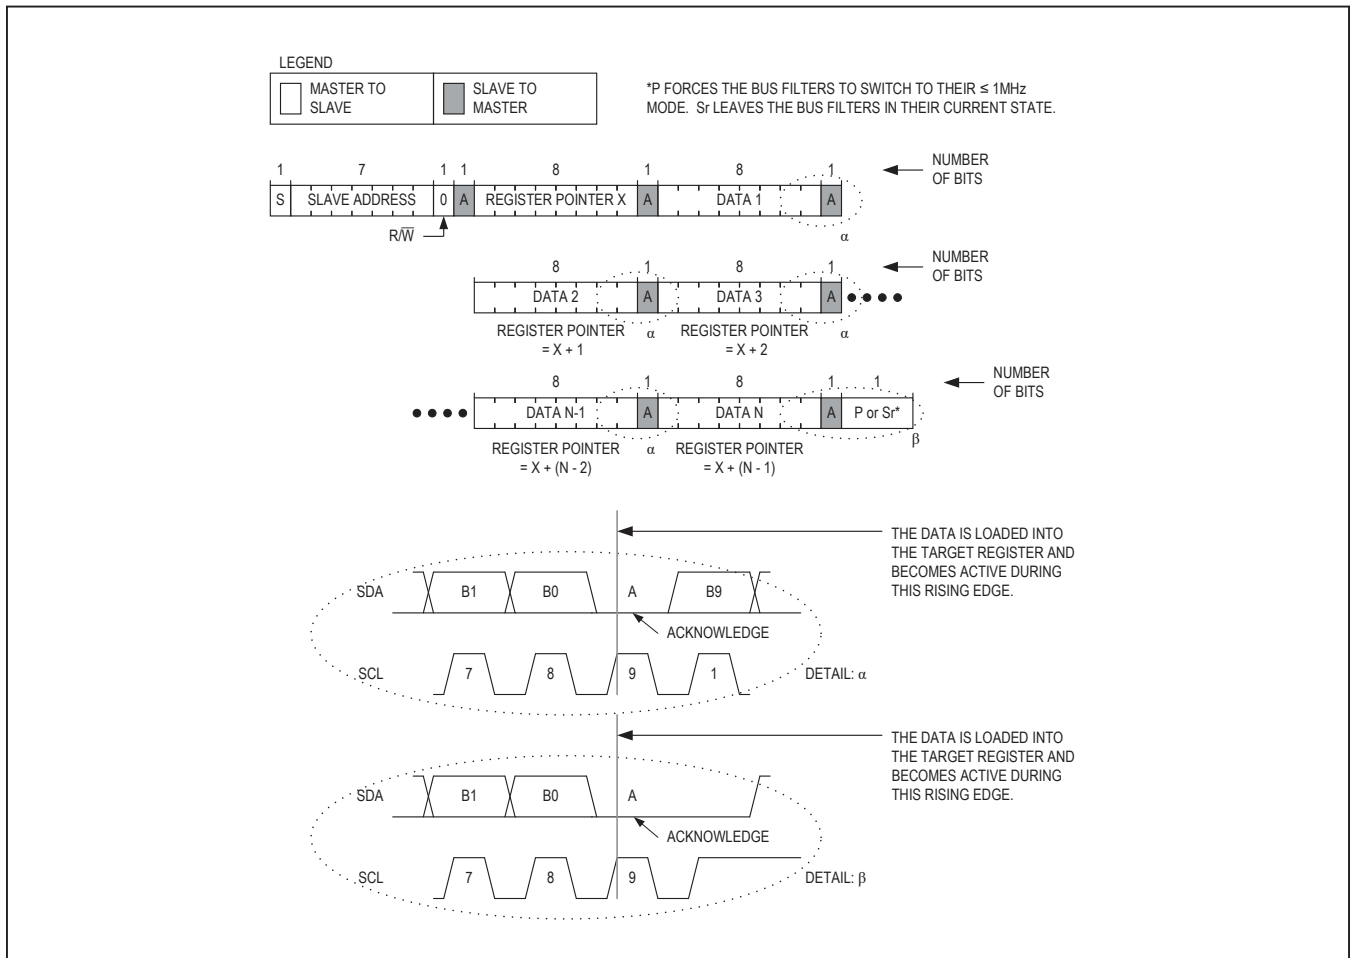 LEGEND
MASTER TO
SLAVE
SLAVE TO
MASTER
*P FORCES THE BUS FILTERS TO SWITCH TO THEIR ≤ 1MHz
MODE. Sr LEAVES THE BUS FILTERS IN THEIR CURRENT STATE.
1 7 1 1 8 1 8 1
NUMBER
OF BITS
S SLAVE ADDRESS 0 A REGISTER POINTER X A DATA 1 A
R/W̅
α
8 1 8 1
NUMBER
OF BITS
DATA 2 A DATA 3 A
REGISTER POINTER
= X + 1
α
REGISTER POINTER
= X + 2
α
8 1 8 1 1
NUMBER
OF BITS
DATA N-1 A DATA N A P or Sr*
β
REGISTER POINTER
= X + (N - 2)
α
REGISTER POINTER
= X + (N - 1)
THE DATA IS LOADED INTO
THE TARGET REGISTER AND
BECOMES ACTIVE DURING
THIS RISING EDGE.
SDA B1 B0 A B9
ACKNOWLEDGE
SCL 7 8 9 1
DETAIL: α
THE DATA IS LOADED INTO
THE TARGET REGISTER AND
BECOMES ACTIVE DURING
THIS RISING EDGE.
SDA B1 B0 A
ACKNOWLEDGE
SCL 7 8 9
DETAIL: β